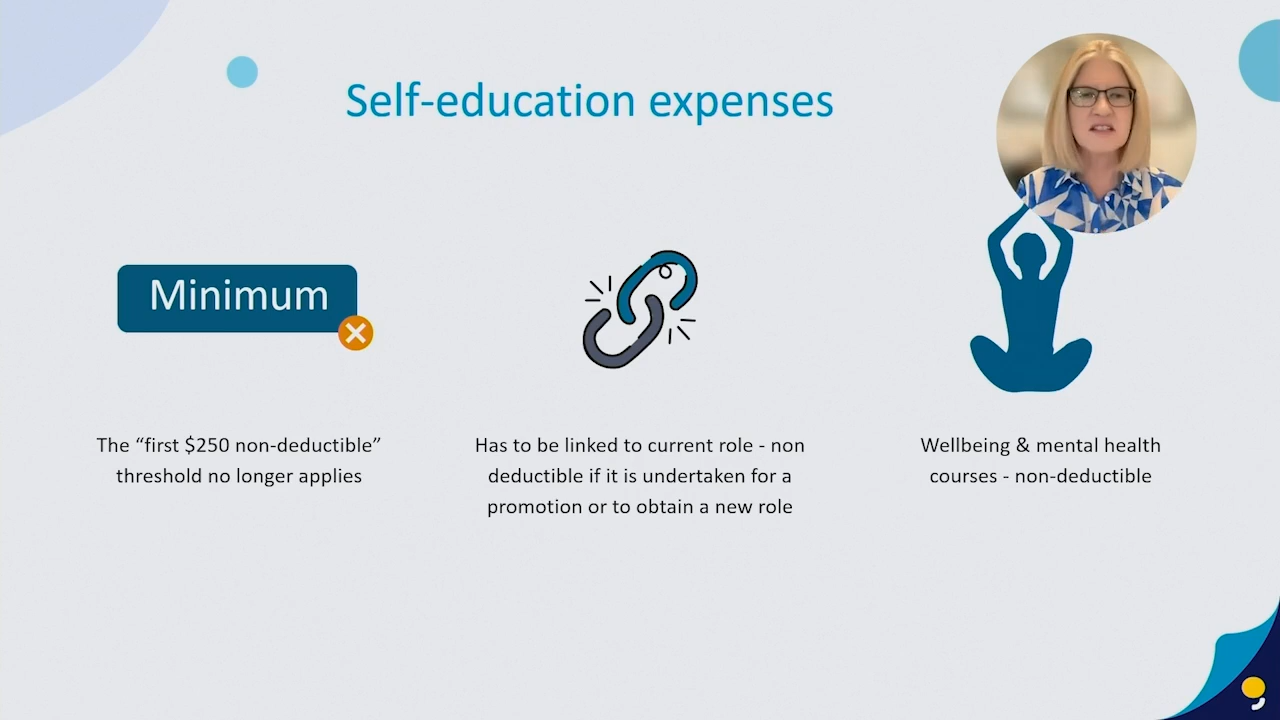 Self-education expenses
Minimum
The “first $250 non-deductible”
threshold no longer applies
Has to be linked to current role - non
deductible if it is undertaken for a
promotion or to obtain a new role
Wellbeing & mental health
courses - non-deductible